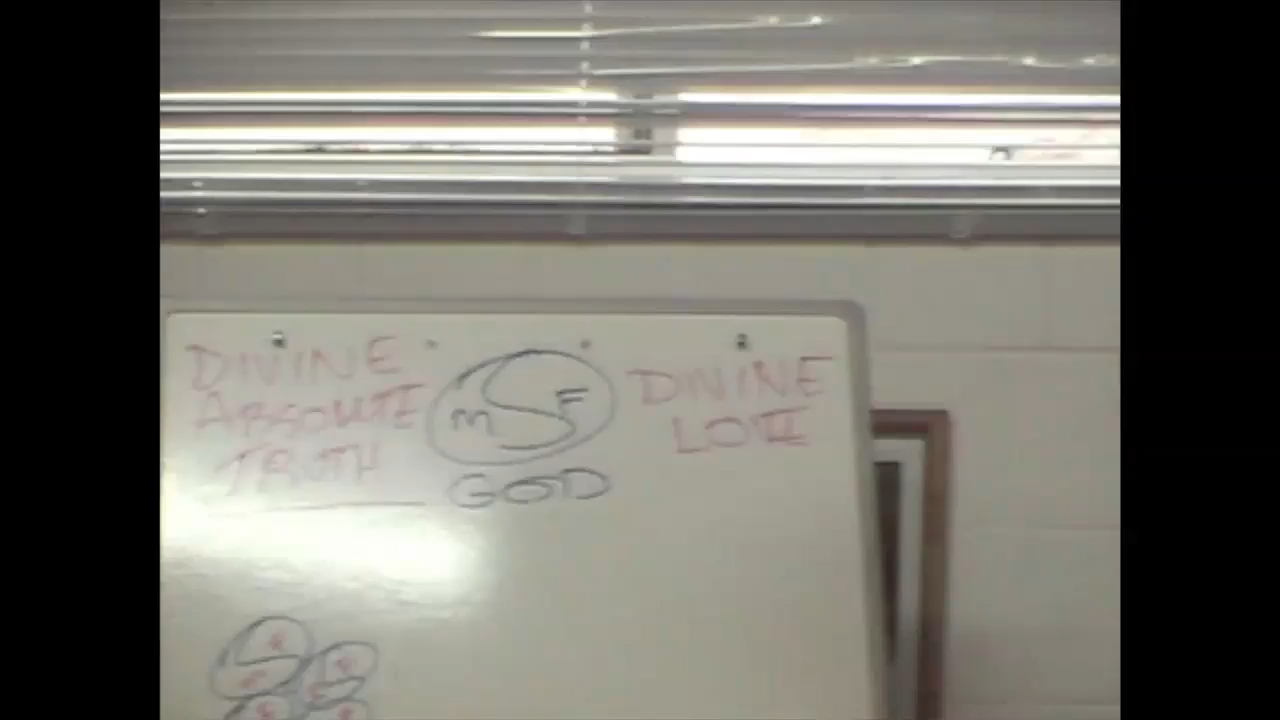 DIVINE
ABSOLUTE
TRUTH
M F
GOD
DIVINE
LOVE